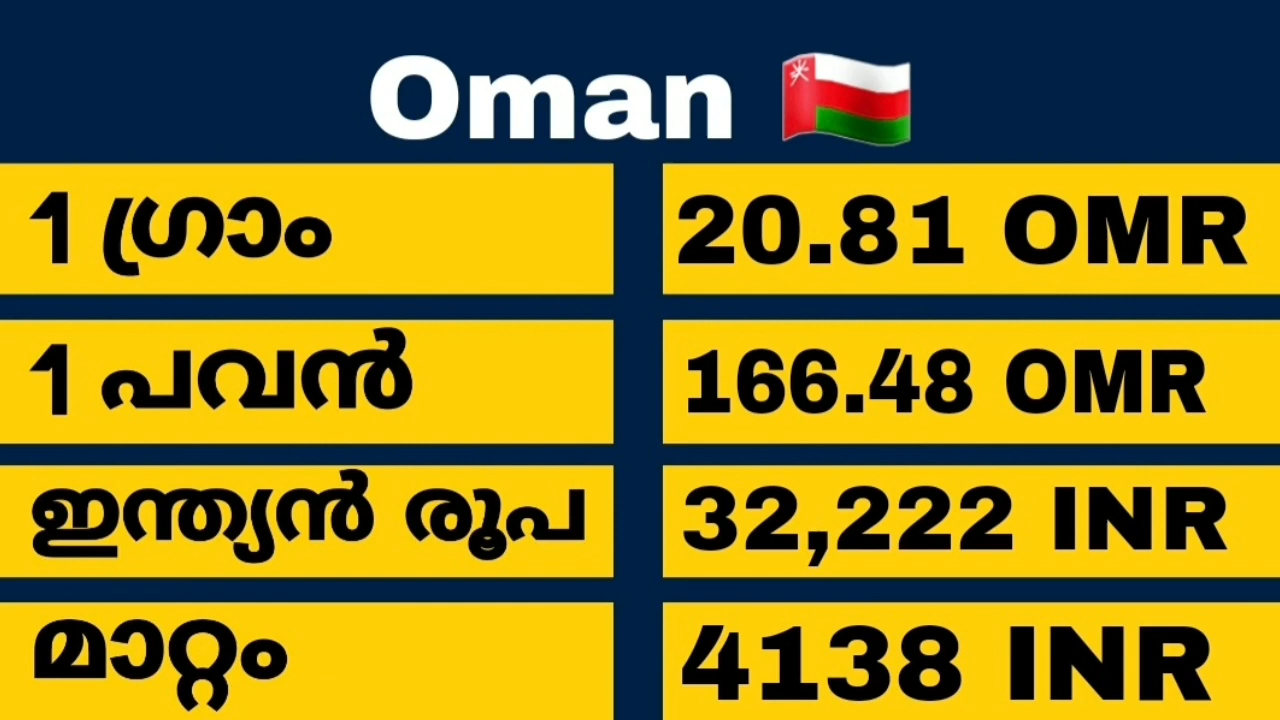 Oman 🇴🇲
1 ഗ്രാം 20.81 OMR
1 പവൻ 166.48 OMR
ഇന്ത്യൻ രൂപ 32,222 INR
മാറ്റം 4138 INR